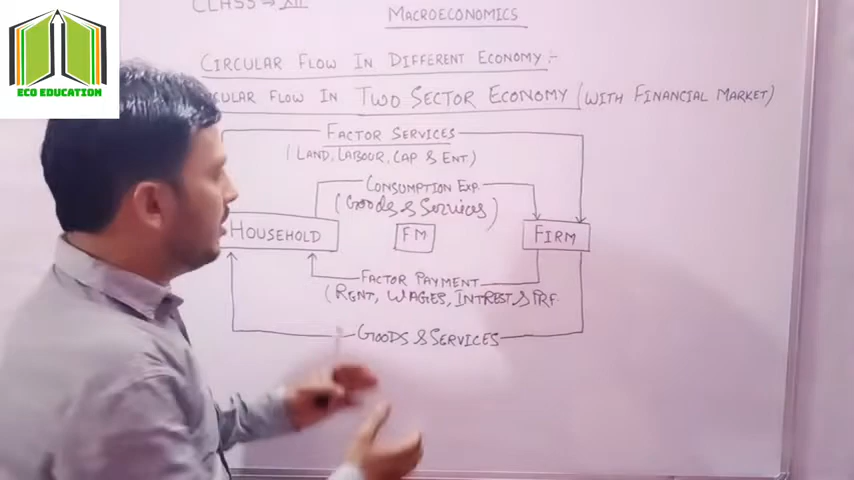 CLASS → XII
MACROECONOMICS
CIRCULAR FLOW IN DIFFERENT ECONOMY :-
CULAR FLOW IN TWO SECTOR ECONOMY (WITH FINANCIAL MARKET)
FACTOR SERVICES
(LAND, LABOUR, CAP & ENT)
CONSUMPTION EXP.
(Goods & Services)
HOUSEHOLD
FM
FIRM
FACTOR PAYMENT
(RENT, WAGES, INTREST & PRF
GOODS & SERVICES
ECO EDUCATION